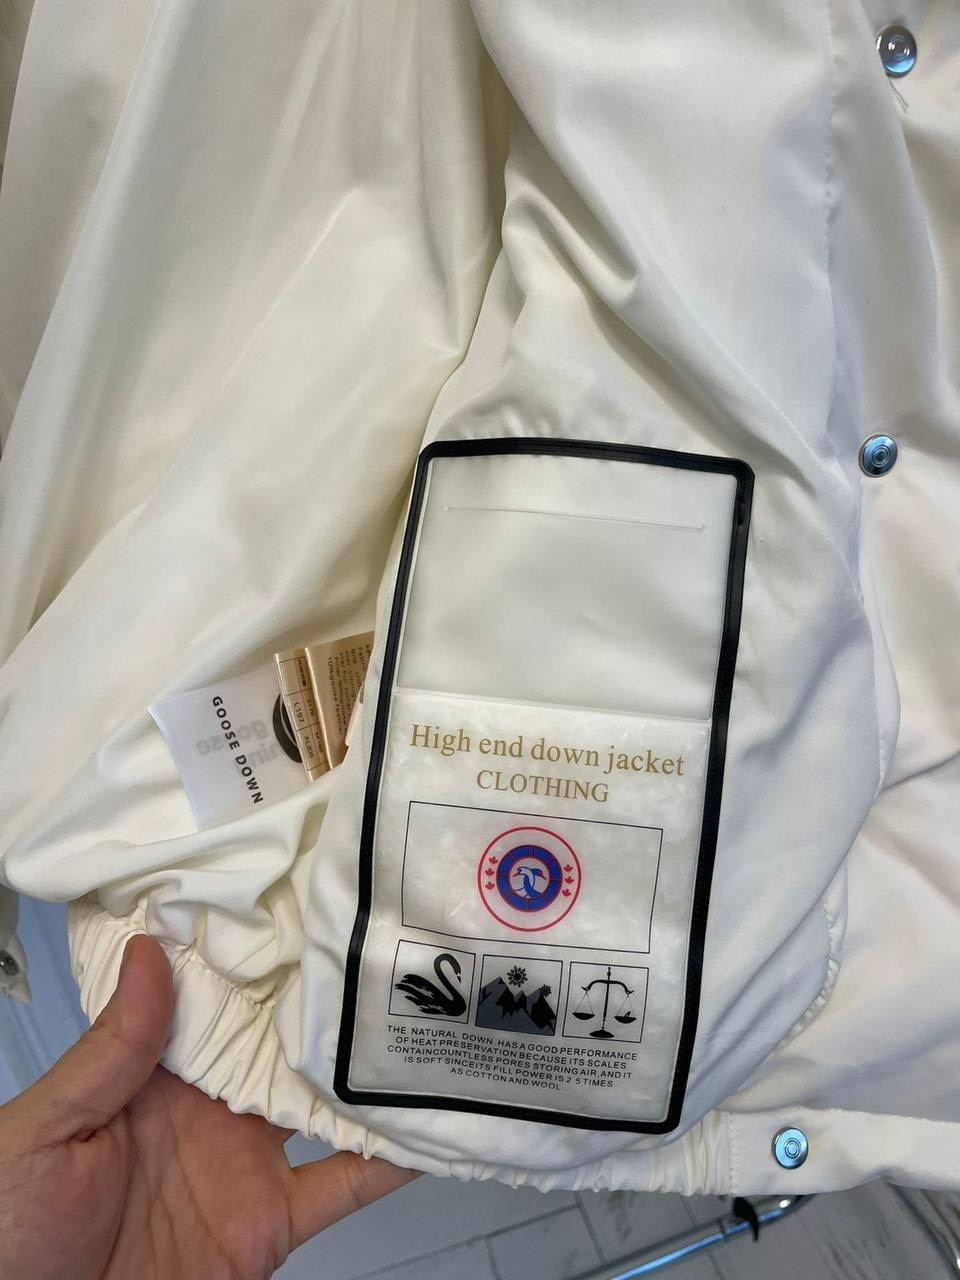 High end down jacket
CLOTHING
THE NATURAL DOWN HAS A GOOD PERFORMANCE
OF HEAT PRESERVATION BECAUSE ITS SCALES
CONTAINCOUNTLESS PORES STORING AIR, AND IT
IS SOFT SINCEITS FILL POWER IS 2 5 TIMES
AS COTTON AND WOOL
GOOSE DOWN
goose
L197